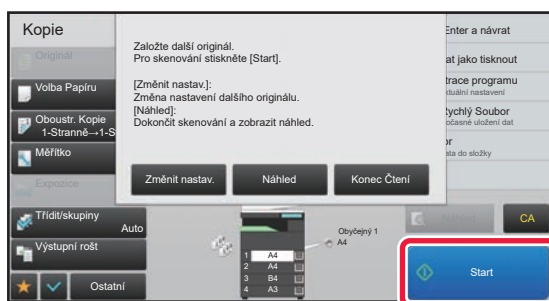 Kopie
Originál
Volba Papíru
Oboustr. Kopie
1-Stranně→1-S
Měřítko
Expozice
Třídit/skupiny
Auto
Výstupní rošt
Ostatní
Založte další originál.
Pro skenování stiskněte [Start].
[Změnit nastav.]:
Změna nastavení dalšího originálu.
[Náhled]:
Dokončit skenování a zobrazit náhled.
Změnit nastav.
Náhled
Konec Čtení
1 A4
2 A4
3 B4
4 A3
Obyčejný 1
A4
Enter a návrat
at jako tisknout
trace programu
ktuální nastavení
ychlý Soubor
očasné uložení dat
or
ata do složky
CA
Start